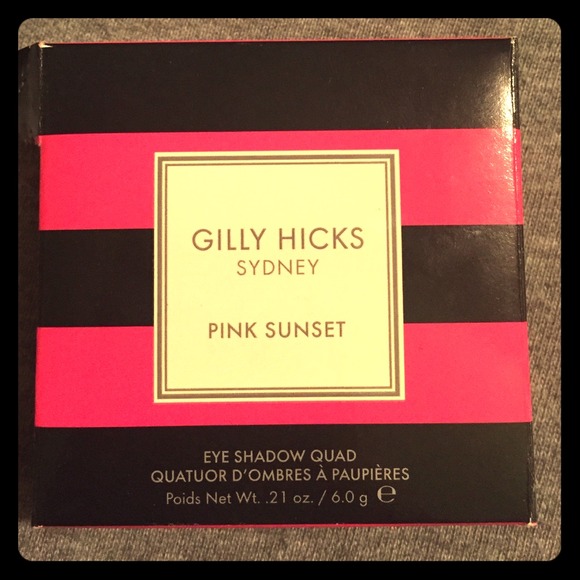 GILLY HICKS
SYDNEY
PINK SUNSET
EYE SHADOW QUAD
QUATUOR D'OMBRES À PAUPIÈRES
Poids Net Wt. .21 oz. / 6.0 g ℮